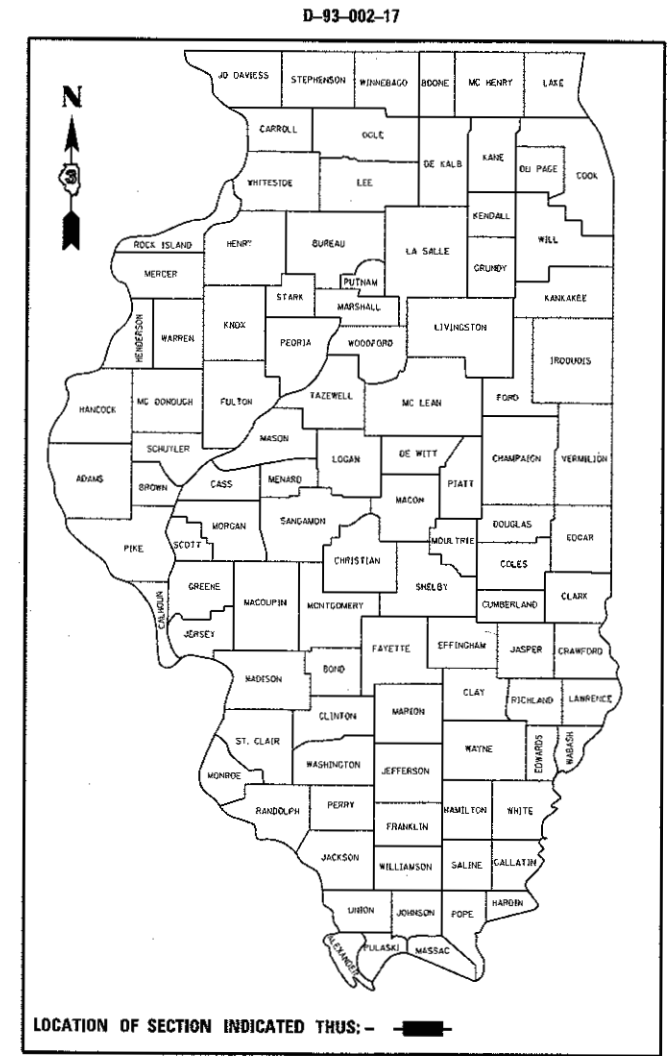 D-93-002-17
JO DAVIESS STEPHENSON WINNEBAGO BOONE MC HENRY LAKE
N
CARROLL OGLE
DE KALB KANE DU PAGE COOK
WHITESIDE LEE
KENDALL
ROCK ISLAND HENRY BUREAU LA SALLE WILL
GRUNDY
MERCER PUTNAM
STARK MARSHALL KANKAKEE
HENDERSON WARREN KNOX PEORIA WOODFORD LIVINGSTON
IROQUOIS
HANCOCK MC DONOUGH FULTON TAZEWELL MC LEAN FORD
MASON
SCHUYLER LOGAN DE WITT CHAMPAIGN VERMILION
ADAMS BROWN CASS MENARD PIATT
MACON
MORGAN SANGAMON DOUGLAS EDGAR
PIKE SCOTT CHRISTIAN MOULTRIE
COLES
GREENE SHELBY
CALHOUN MACOUPIN MONTGOMERY CUMBERLAND CLARK
JERSEY FAYETTE EFFINGHAM JASPER CRAWFORD
MADISON BOND
CLAY RICHLAND LAWRENCE
CLINTON MARION
ST. CLAIR WAYNE EDWARDS WABASH
WASHINGTON JEFFERSON
MONROE
RANDOLPH PERRY HAMILTON WHITE
FRANKLIN
JACKSON WILLIAMSON SALINE GALLATIN
UNION JOHNSON POPE HARDIN
ALEXANDER PULASKI MASSAC
LOCATION OF SECTION INDICATED THUS: -